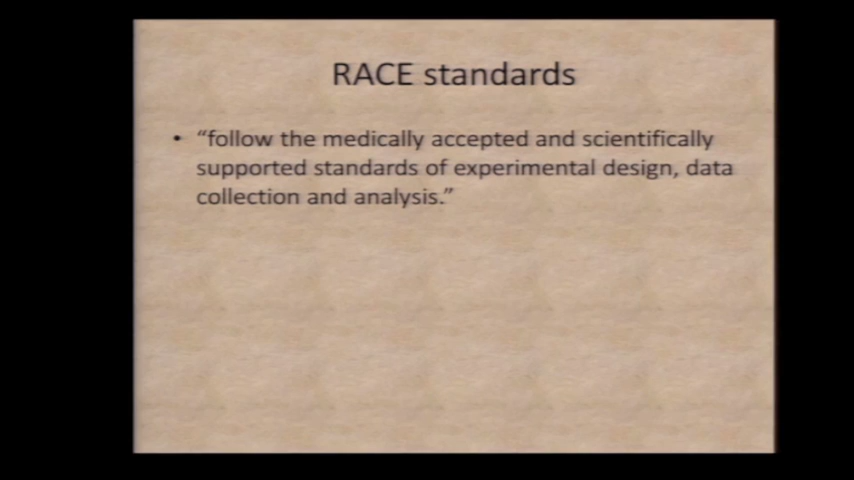 RACE standards
• “follow the medically accepted and scientifically
supported standards of experimental design, data
collection and analysis.”